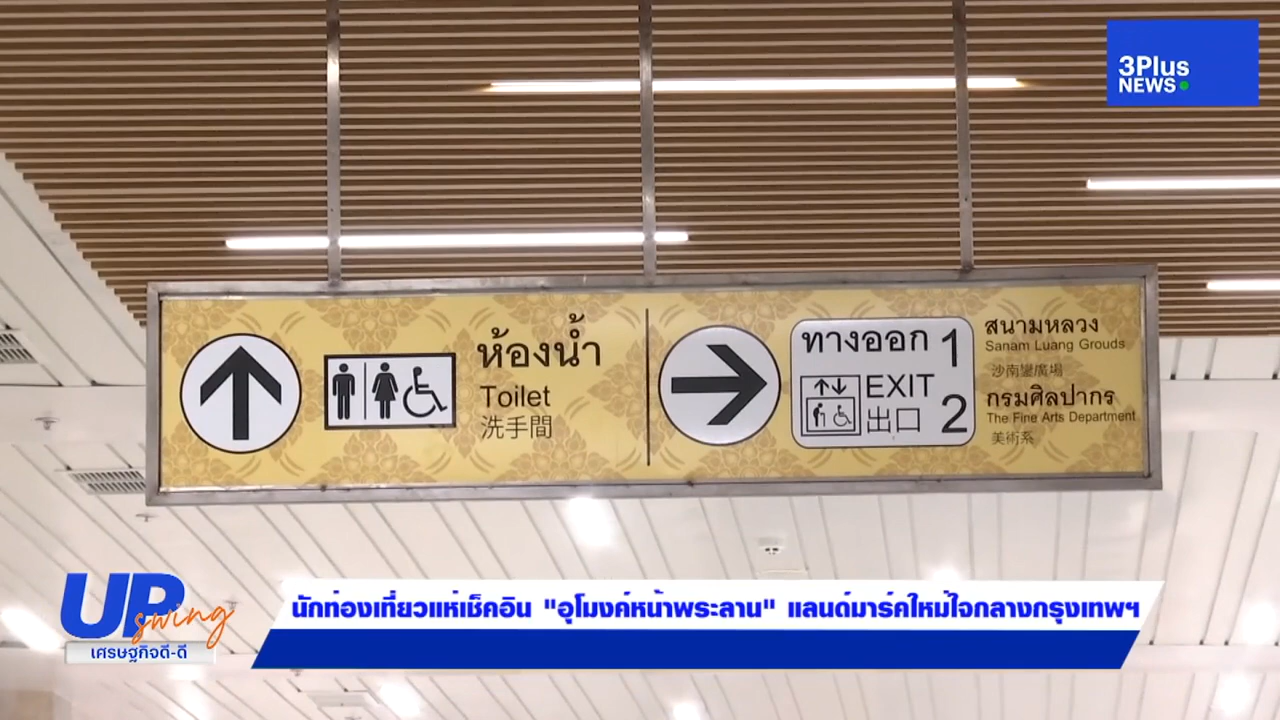 3Plus
NEWS
ห้องน้ำ
Toilet
洗手間
ทางออก 1
EXIT
出口 2
สนามหลวง
Sanam Luang Grouds
沙南鑾廣場
กรมศิลปากร
The Fine Arts Department
美術系
UP
swing
เศรษฐกิจดี-ดี
นักท่องเที่ยวแห่เช็คอิน "อุโมงค์หน้าพระลาน" แลนด์มาร์คใหม่ใจกลางกรุงเทพฯ